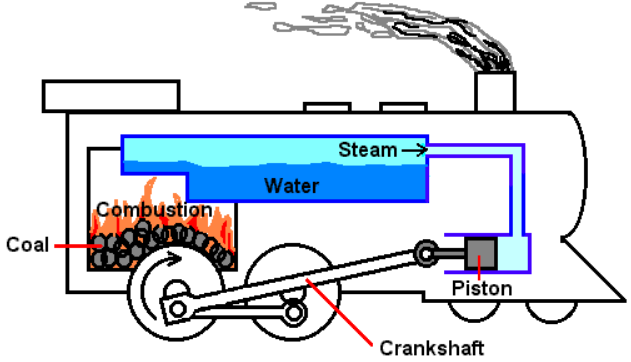 Steam
Water
Combustion
Coal
Piston
Crankshaft